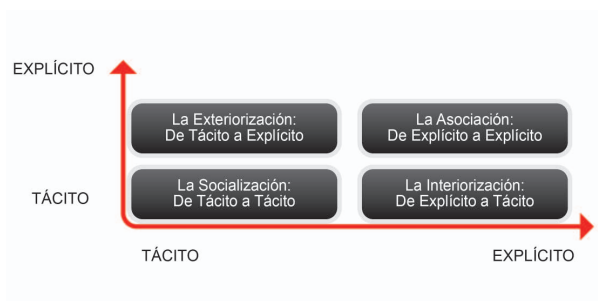 EXPLÍCITO
La Exteriorización:
De Tácito a Explícito
La Asociación:
De Explícito a Explícito
TÁCITO
La Socialización:
De Tácito a Tácito
La Interiorización:
De Explícito a Tácito
TÁCITO
EXPLÍCITO